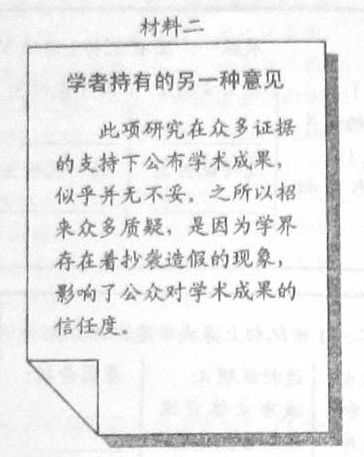 材料二
学者持有的另一种意见
此项研究在众多证据
的支持下公布学术成果，
似乎并无不妥。之所以招
来众多质疑，是因为学界
存在着抄袭造假的现象，
影响了公众对学术成果的
信任度。